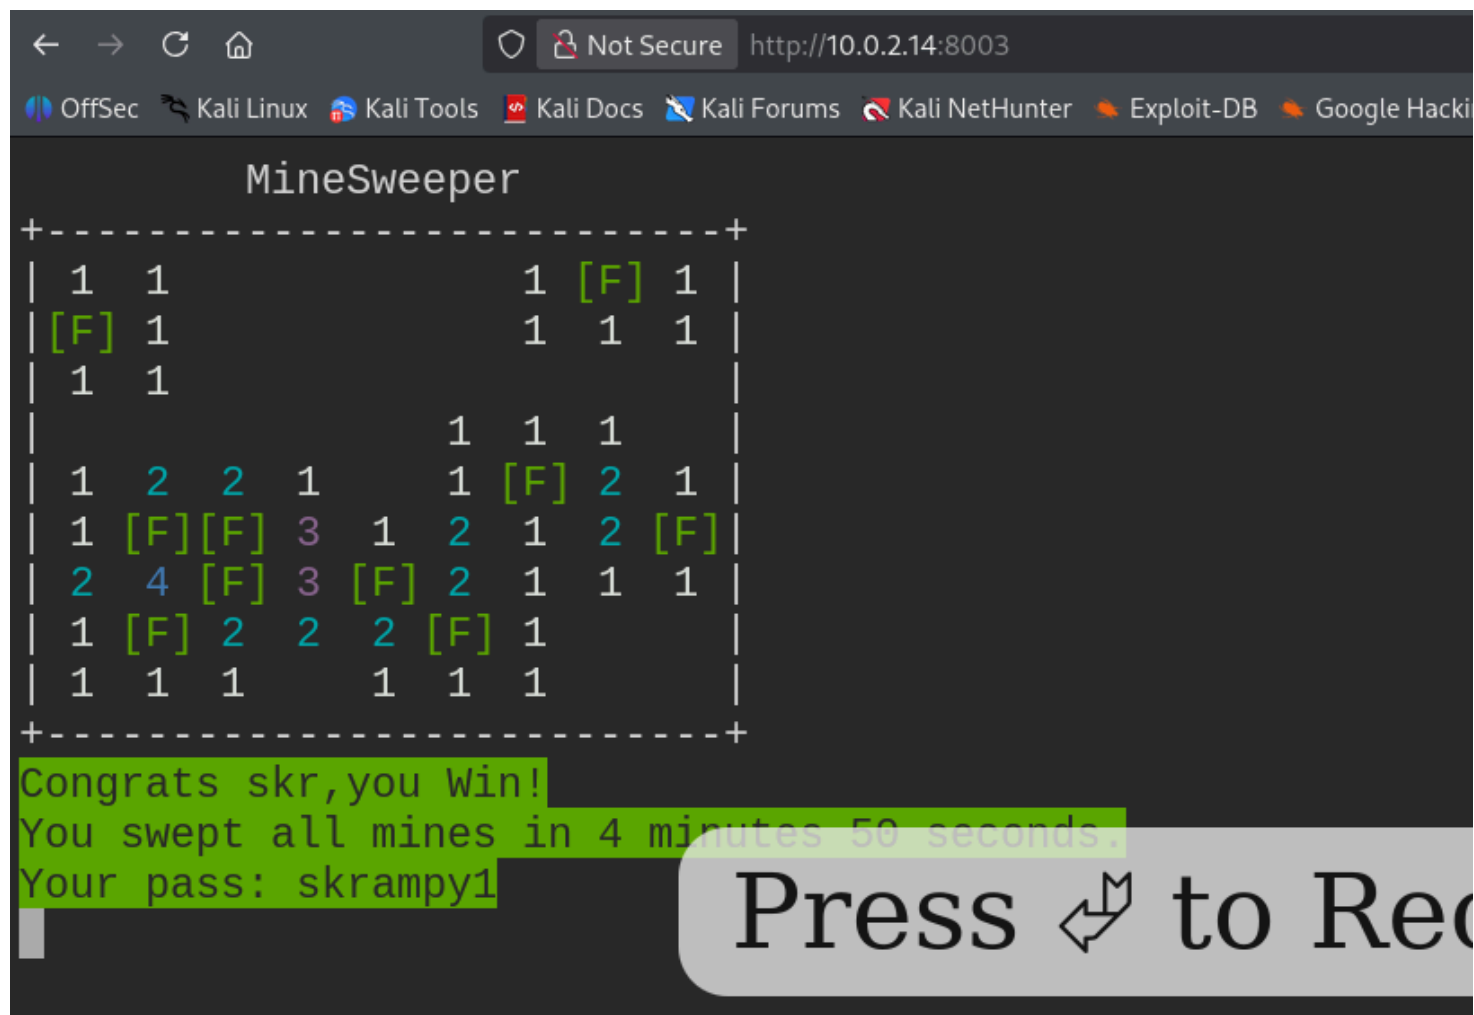 Not Secure http://10.0.2.14:8003
OffSec Kali Linux Kali Tools Kali Docs Kali Forums Kali NetHunter Exploit-DB Google
MineSweeper
+---------------------------+
| 1  1              1 [F] 1 |
|[F] 1              1  1  1 |
| 1  1                      |
|                1  1  1    |
| 1  2  2  1     1 [F] 2  1 |
| 1 [F][F] 3  1  2  1  2 [F]|
| 2  4 [F] 3 [F] 2  1  1  1 |
| 1 [F] 2  2  2 [F] 1       |
| 1  1  1     1  1  1       |
+---------------------------+
Congrats skr,you Win!
You swept all mines in 4 minutes 50 seconds.
Your pass: skrampy1
Press ⏎ to